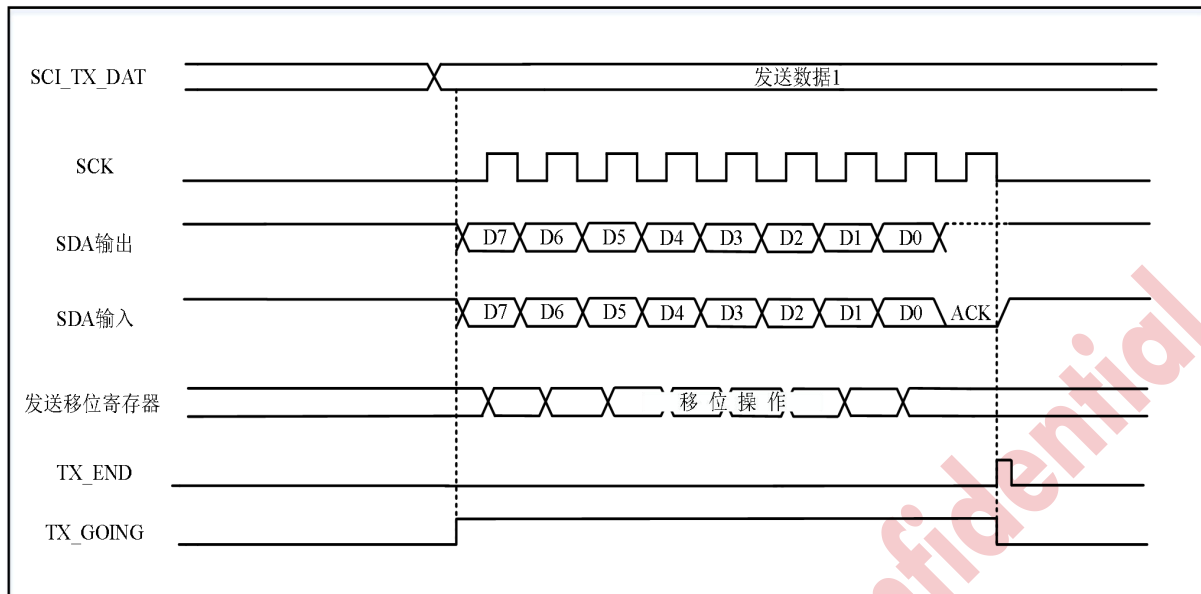 SCI_TX_DAT
发送数据1
SCK
SDA输出
D7 D6 D5 D4 D3 D2 D1 D0
SDA输入
D7 D6 D5 D4 D3 D2 D1 D0 ACK
发送移位寄存器
移 位 操 作
TX_END
TX_GOING
nfidential